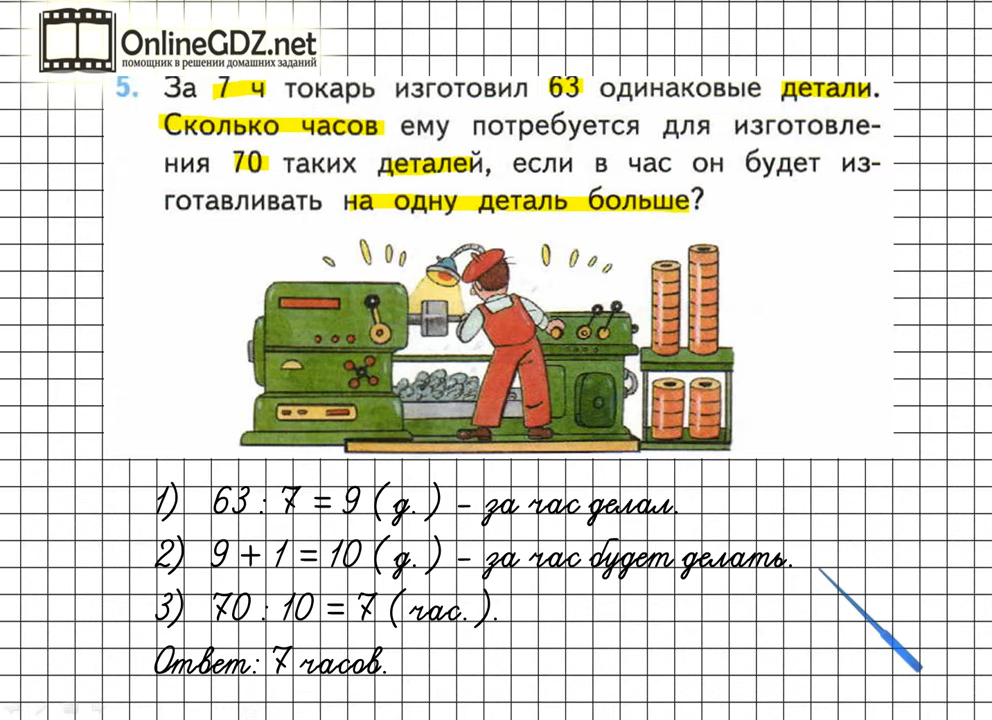 OnlineGDZ.net
помощник в решении домашних заданий
5. За 7 ч токарь изготовил 63 одинаковые детали.
Сколько часов ему потребуется для изготовле-
ния 70 таких деталей, если в час он будет из-
готавливать на одну деталь больше?
1) 63 : 7 = 9 ( д. ) - за час делал.
2) 9 + 1 = 10 ( д. ) - за час будет делать.
3) 70 : 10 = 7 ( час. ).
Ответ: 7 часов.